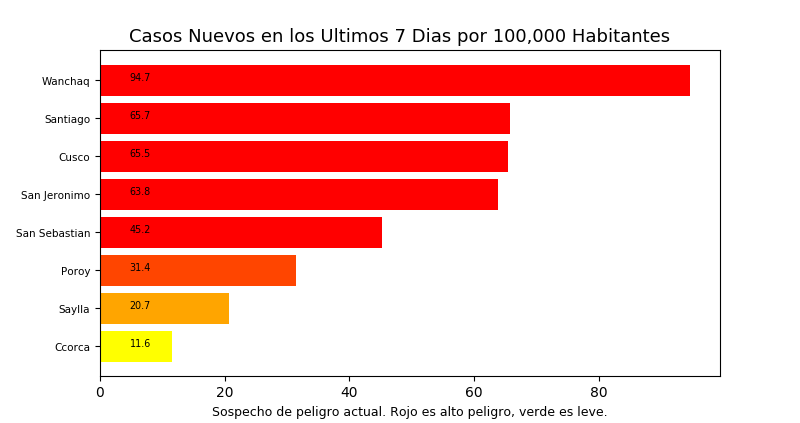 Casos Nuevos en los Ultimos 7 Dias por 100,000 Habitantes
Wanchaq 94.7
Santiago 65.7
Cusco 65.5
San Jeronimo 63.8
San Sebastian 45.2
Poroy 31.4
Saylla 20.7
Ccorca 11.6
0 20 40 60 80
Sospecho de peligro actual. Rojo es alto peligro, verde es leve.